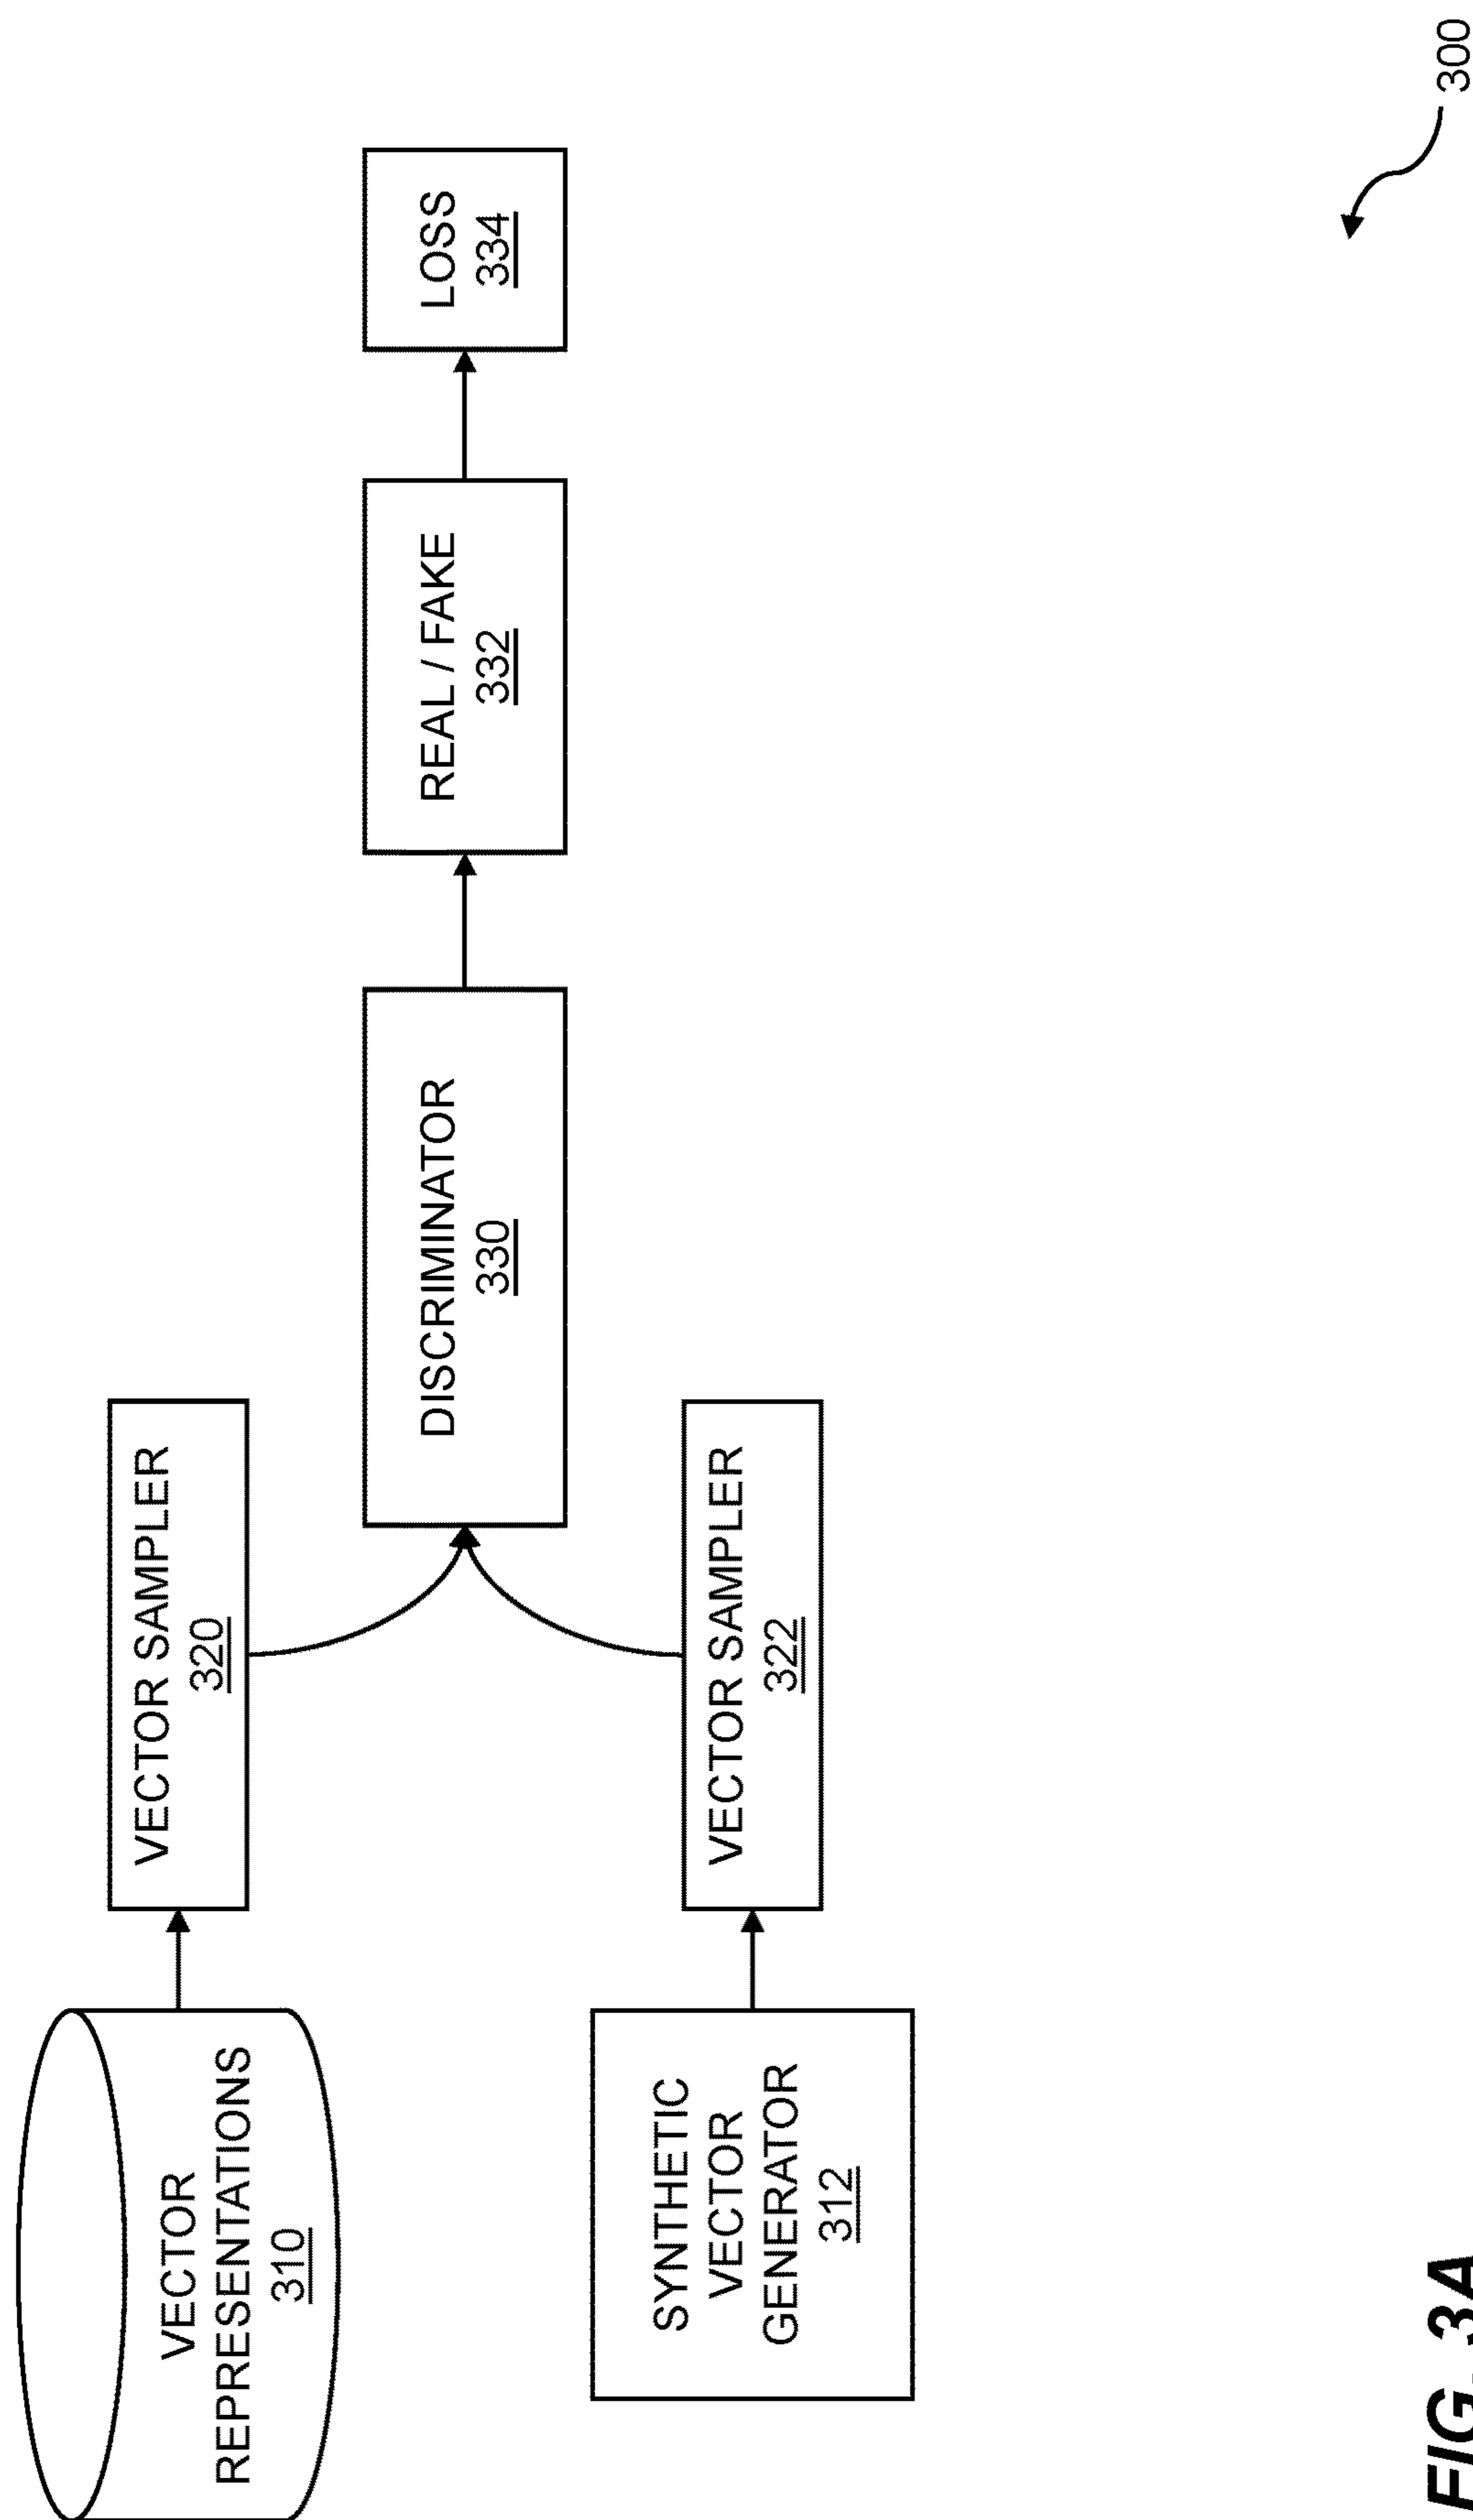 VECTOR
REPRESENTATIONS
310
VECTOR SAMPLER
320
DISCRIMINATOR
330
REAL / FAKE
332
LOSS
334
SYNTHETIC
VECTOR
GENERATOR
312
VECTOR SAMPLER
322
300
FIG. 3A